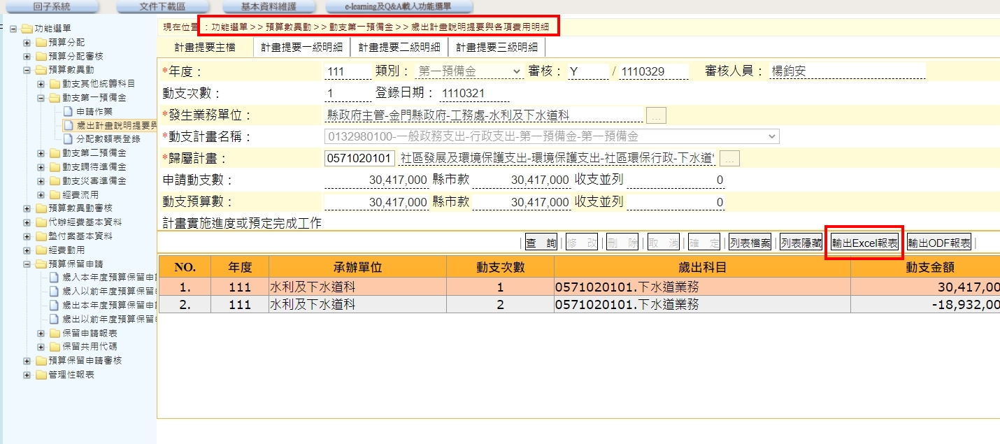 回子系統 文件下載區 基本資料維護 e-learning及Q&A載入功能選單
現在位置 : 功能選單>>預算數異動>>動支第一預備金>>歲出計畫說明提要與各項費用明細
計畫提要主檔 計畫提要一級明細 計畫提要二級明細 計畫提要三級明細
功能選單
預算分配
預算分配審核
預算數異動
動支其他統籌科目
動支第一預備金
申請作業
歲出計畫說明提要與
分配數額表登錄
動支第二預備金
動支調待準備金
動支災害準備金
經費流用
預算數異動審核
代辦經費基本資料
墊付案基本資料
經費動用
預算保留申請
歲入本年度預算保留申
歲入以前年度預算保留
歲出本年度預算保留申
歲出以前年度預算保留
保留申請報表
保留共用代碼
預算保留申請審核
管理性報表
*年度： 111 類別： 第一預備金 審核： Y / 1110329 審核人員： 楊鈞安
動支次數： 1 登錄日期： 1110321
*發生業務單位： 縣政府主管-金門縣政府-工務處-水利及下水道科 ...
*動支計畫名稱： 0132980100-一般政務支出-行政支出-第一預備金-第一預備金
*歸屬計畫： 0571020101 社區發展及環境保護支出-環境保護支出-社區環保行政-下水道 ...
申請動支數： 30,417,000 縣市款 30,417,000 收支並列 0
動支預算數： 30,417,000 縣市款 30,417,000 收支並列 0
計畫實施進度或預定完成工作
| 查 詢 | 修 改 | 刪 除 | 取 消 | 確 定 | 列表檔案 | 列表隱藏 | 輸出Excel報表 | 輸出ODF報表 |
NO. 年度 承辦單位 動支次數 歲出科目 動支金額
1. 111 水利及下水道科 1 0571020101.下水道業務 30,417,00
2. 111 水利及下水道科 2 0571020101.下水道業務 -18,932,00